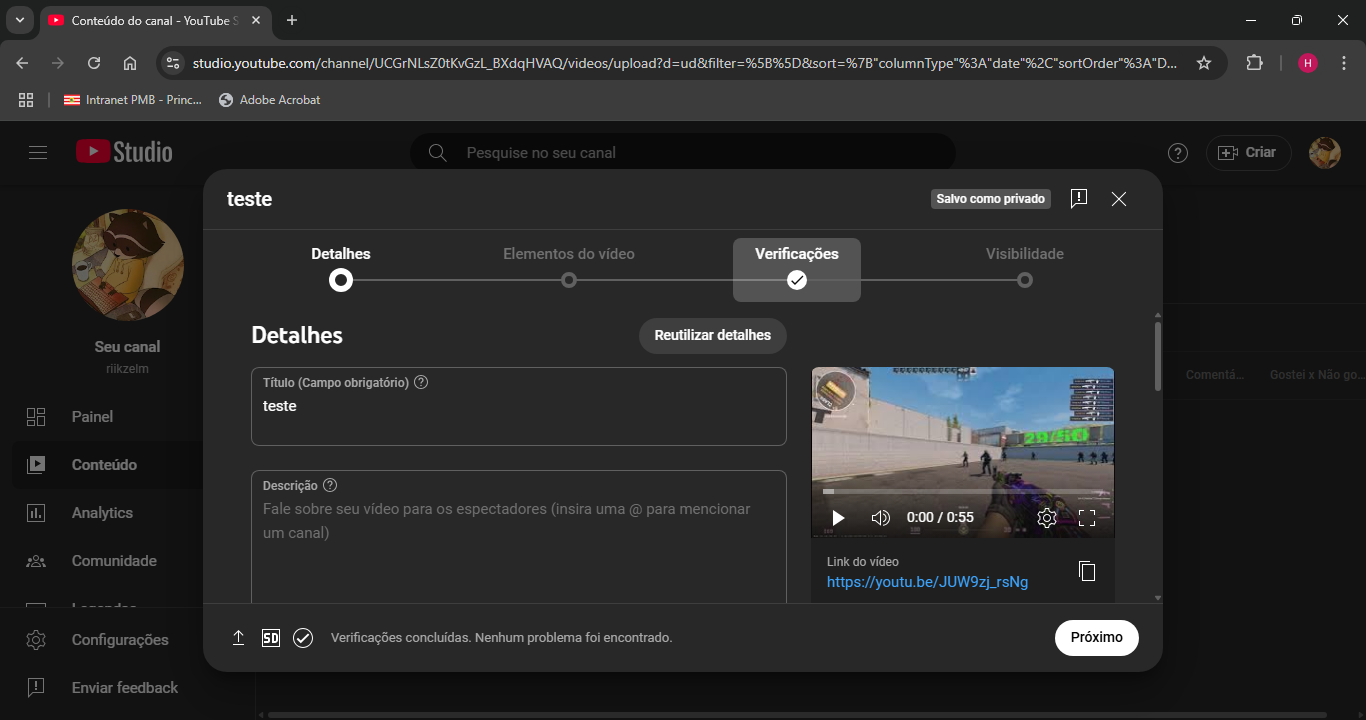 Conteúdo do canal - YouTube S
studio.youtube.com/channel/UCGrNLsZ0tKvGzL_BXdqHVAQ/videos/upload?d=ud&filter=%5B%5D&sort=%7B"columnType"%3A"date"%2C"sortOrder"%3A"D...
H
Intranet PMB - Princ...
Adobe Acrobat
Studio
Pesquise no seu canal
Criar
teste
Salvo como privado
Detalhes
Elementos do vídeo
Verificações
Visibilidade
Seu canal
riikzelm
Painel
Conteúdo
Analytics
Comunidade
Legendas
Configurações
Enviar feedback
Detalhes
Reutilizar detalhes
Título (Campo obrigatório)
teste
Descrição
Fale sobre seu vídeo para os espectadores (insira uma @ para mencionar
um canal)
0:00 / 0:55
Link do vídeo
https://youtu.be/JUW9zj_rsNg
Comentá...
Gostei x Não go...
SD
Verificações concluídas. Nenhum problema foi encontrado.
Próximo